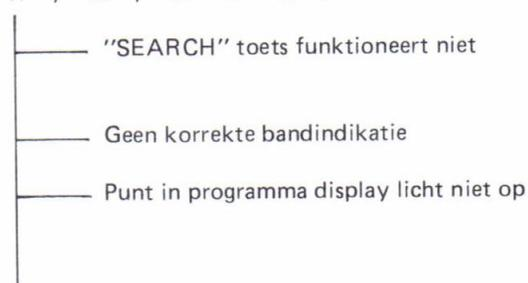 "SEARCH" toets funktioneert niet
Geen korrekte bandindikatie
Punt in programma display licht niet op